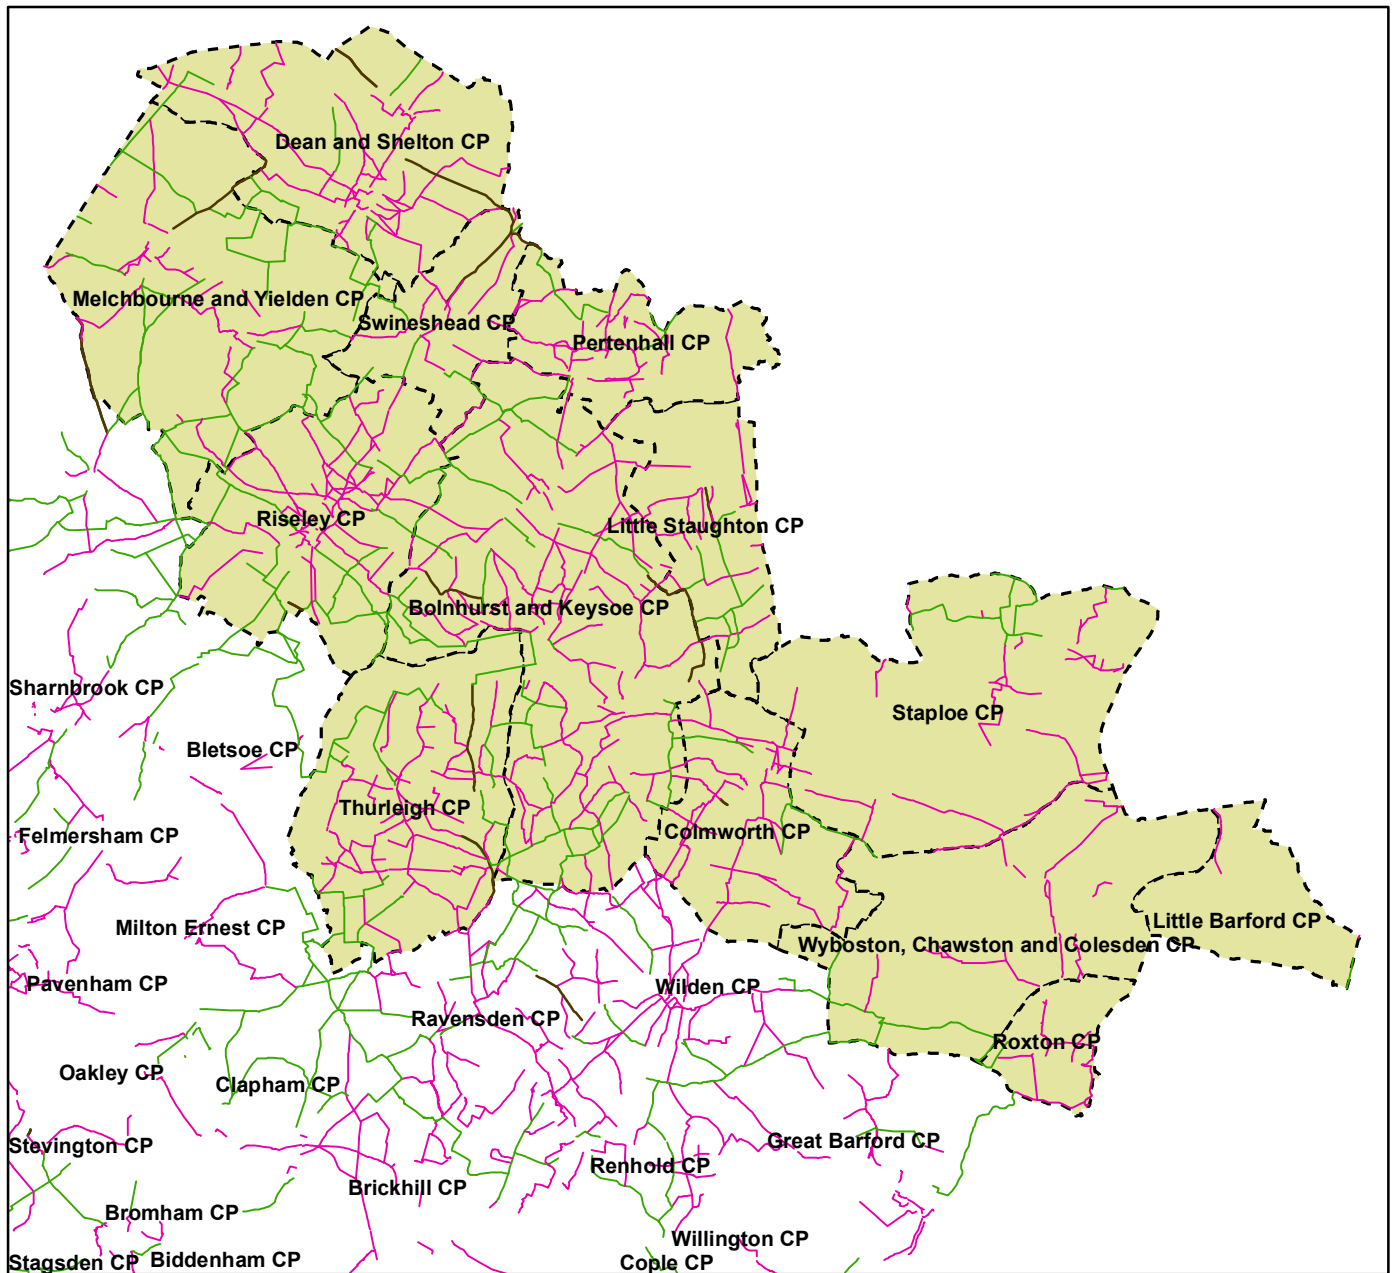 Dean and Shelton CP
Melchbourne and Yielden CP
Swineshead CP
Pertenhall CP
Riseley CP
Little Staughton CP
Bolnhurst and Keysoe CP
Sharnbrook CP
Staploe CP
Bletsoe CP
Thurleigh CP
Felmersham CP
Colmworth CP
Milton Ernest CP
Little Barford CP
Wyboston, Chawston and Colesden CP
Pavenham CP
Wilden CP
Ravensden CP
Roxton CP
Oakley CP
Clapham CP
Stevington CP
Great Barford CP
Renhold CP
Brickhill CP
Bromham CP
Willington CP
Stagsden CP
Biddenham CP
Cople CP